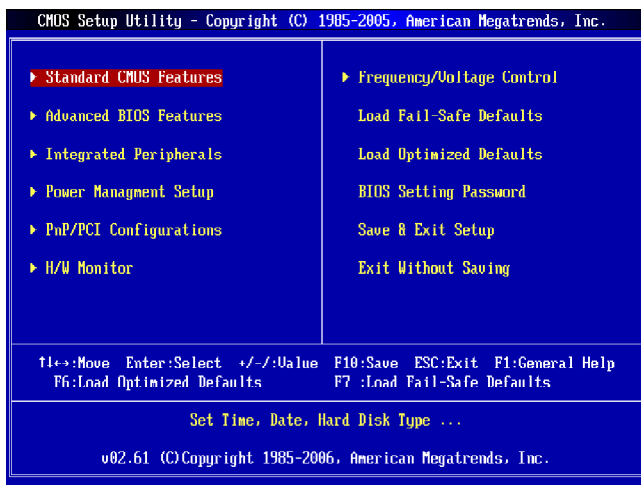 CMOS Setup Utility - Copyright (C) 1985-2005, American Megatrends, Inc.
Standard CMOS Features
Advanced BIOS Features
Integrated Peripherals
Power Managment Setup
PnP/PCI Configurations
H/W Monitor
Frequency/Voltage Control
Load Fail-Safe Defaults
Load Optimized Defaults
BIOS Setting Password
Save & Exit Setup
Exit Without Saving
↑↓←→:Move Enter:Select +/-/:Value F10:Save ESC:Exit F1:General Help
F6:Load Optimized Defaults F7 :Load Fail-Safe Defaults
Set Time, Date, Hard Disk Type ...
v02.61 (C)Copyright 1985-2006, American Megatrends, Inc.